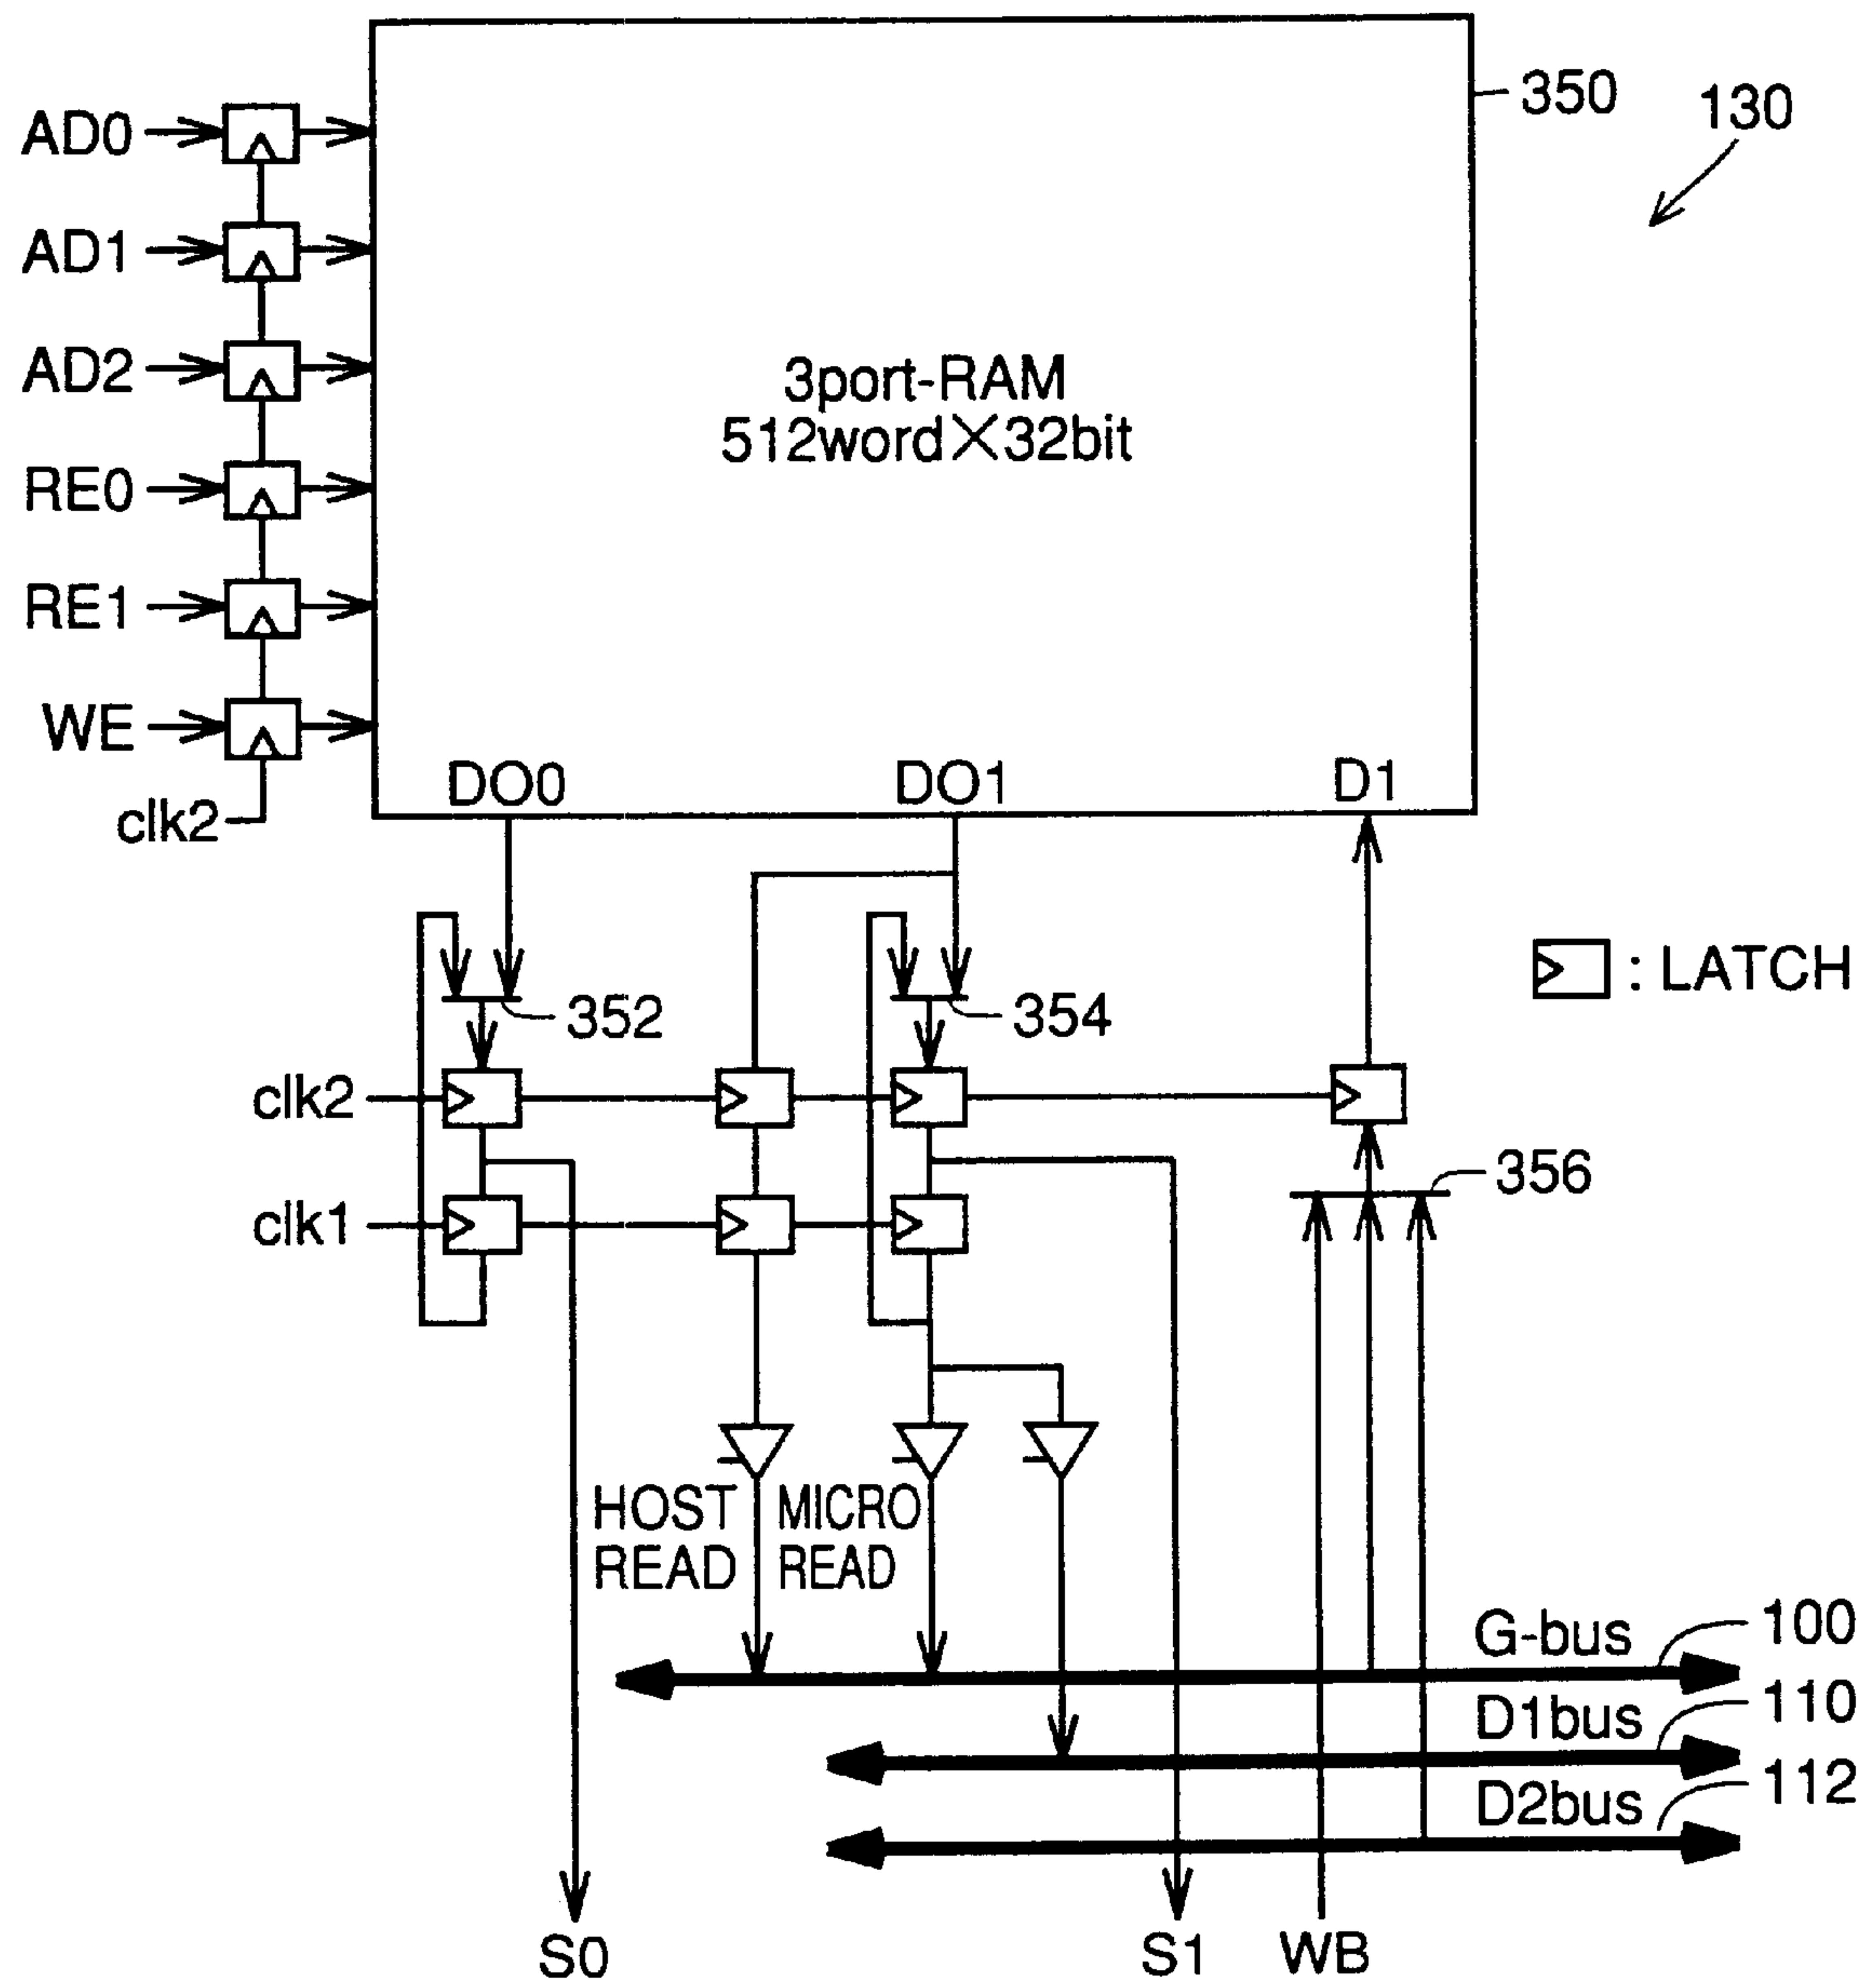 350
130
AD0
AD1
AD2
3port-RAM
512word×32bit
RE0
RE1
WE
DO0
DO1
D1
clk2
: LATCH
352
354
clk2
356
clk1
HOST
READ
MICRO
READ
G-bus
100
D1bus
110
D2bus
112
S0
S1
WB